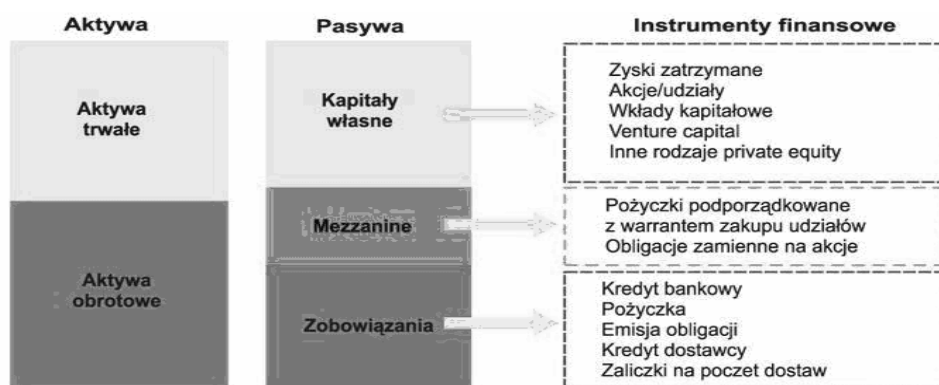 Aktywa
Pasywa
Instrumenty finansowe
Aktywa
trwałe
Kapitały
własne
Zyski zatrzymane
Akcje/udziały
Wkłady kapitałowe
Venture capital
Inne rodzaje private equity
Mezzanine
Pożyczki podporządkowane
z warrantem zakupu udziałów
Obligacje zamienne na akcje
Aktywa
obrotowe
Zobowiązania
Kredyt bankowy
Pożyczka
Emisja obligacji
Kredyt dostawcy
Zaliczki na poczet dostaw